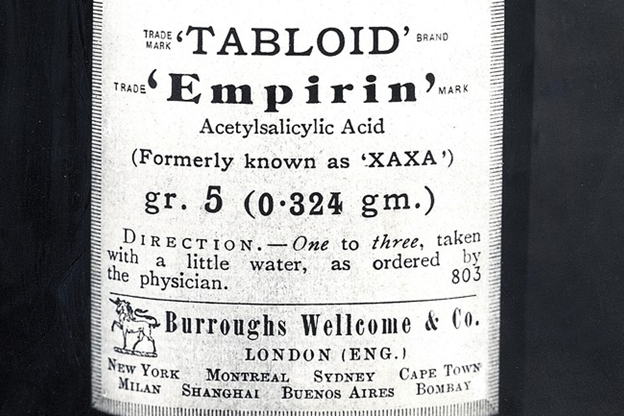 TRADE MARK 'TABLOID' BRAND
TRADE 'Empirin' MARK
Acetylsalicylic Acid
(Formerly known as 'XAXA')
gr. 5 (0·324 gm.)
DIRECTION.—One to three, taken
with a little water, as ordered by
the physician. 803
Burroughs Wellcome & Co.
LONDON (ENG.)
NEW YORK MONTREAL SYDNEY CAPE TOWN
MILAN SHANGHAI BUENOS AIRES BOMBAY